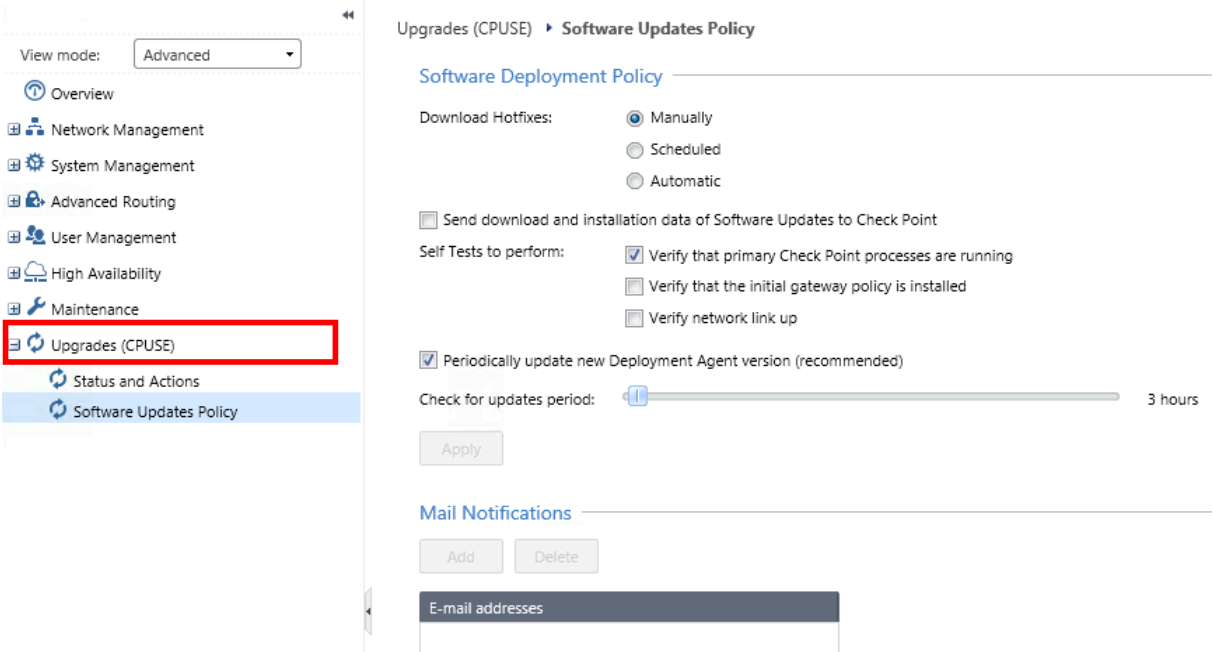 View mode: Advanced
Overview
Network Management
System Management
Advanced Routing
User Management
High Availability
Maintenance
Upgrades (CPUSE)
Status and Actions
Software Updates Policy
Upgrades (CPUSE) Software Updates Policy
Software Deployment Policy
Download Hotfixes: Manually
Scheduled
Automatic
Send download and installation data of Software Updates to Check Point
Self Tests to perform: Verify that primary Check Point processes are running
Verify that the initial gateway policy is installed
Verify network link up
Periodically update new Deployment Agent version (recommended)
Check for updates period: 3 hours
Apply
Mail Notifications
Add Delete
E-mail addresses